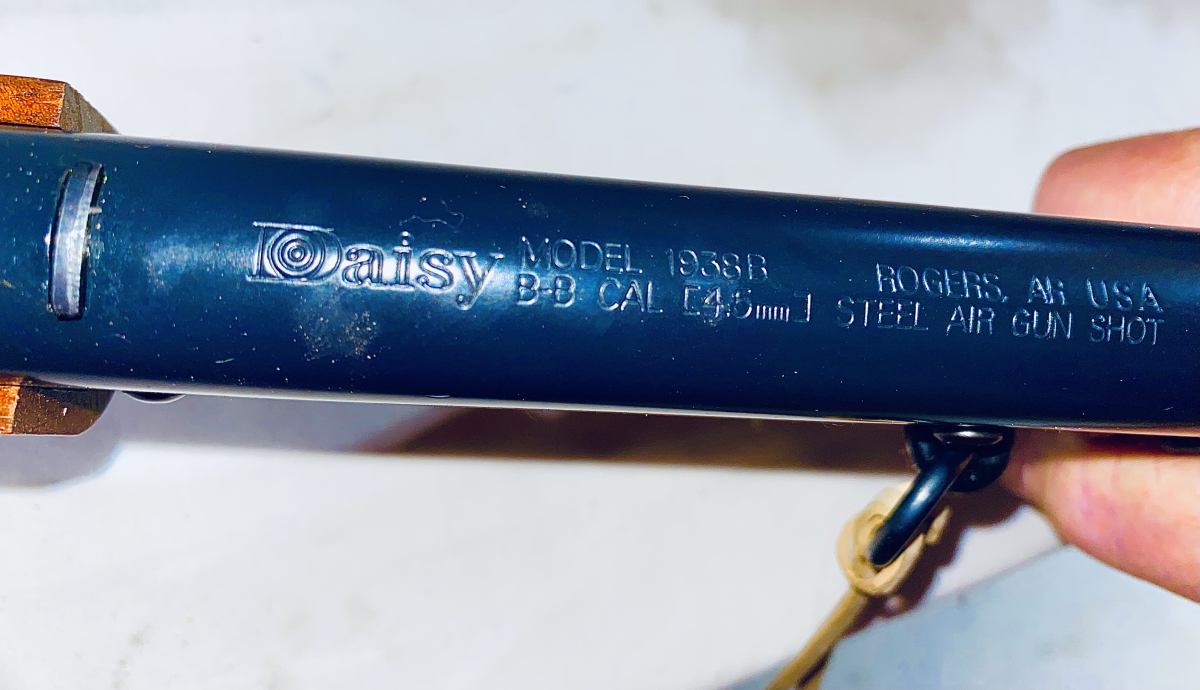 Daisy
MODEL 1938B
B-B CAL [4.5mm]
ROGERS, AR USA
STEEL AIR GUN SHOT